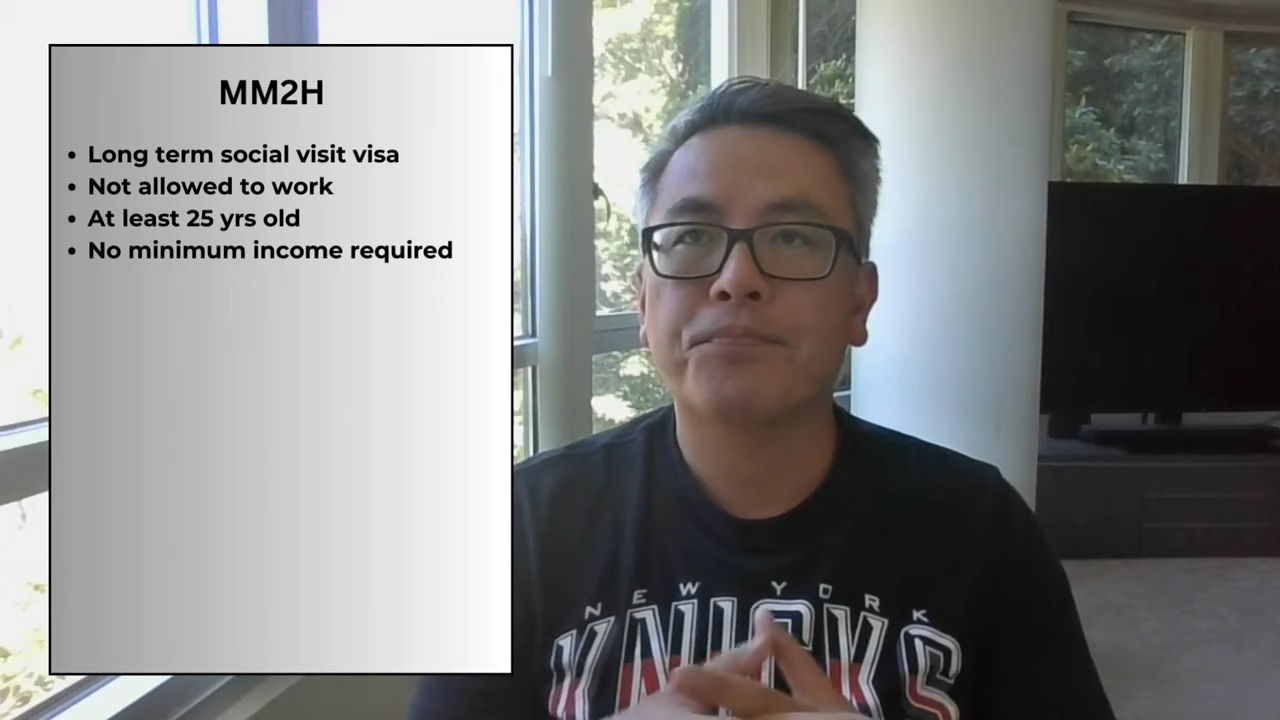 MM2H
• Long term social visit visa
• Not allowed to work
• At least 25 yrs old
• No minimum income required
NEW YORK
KNICKS